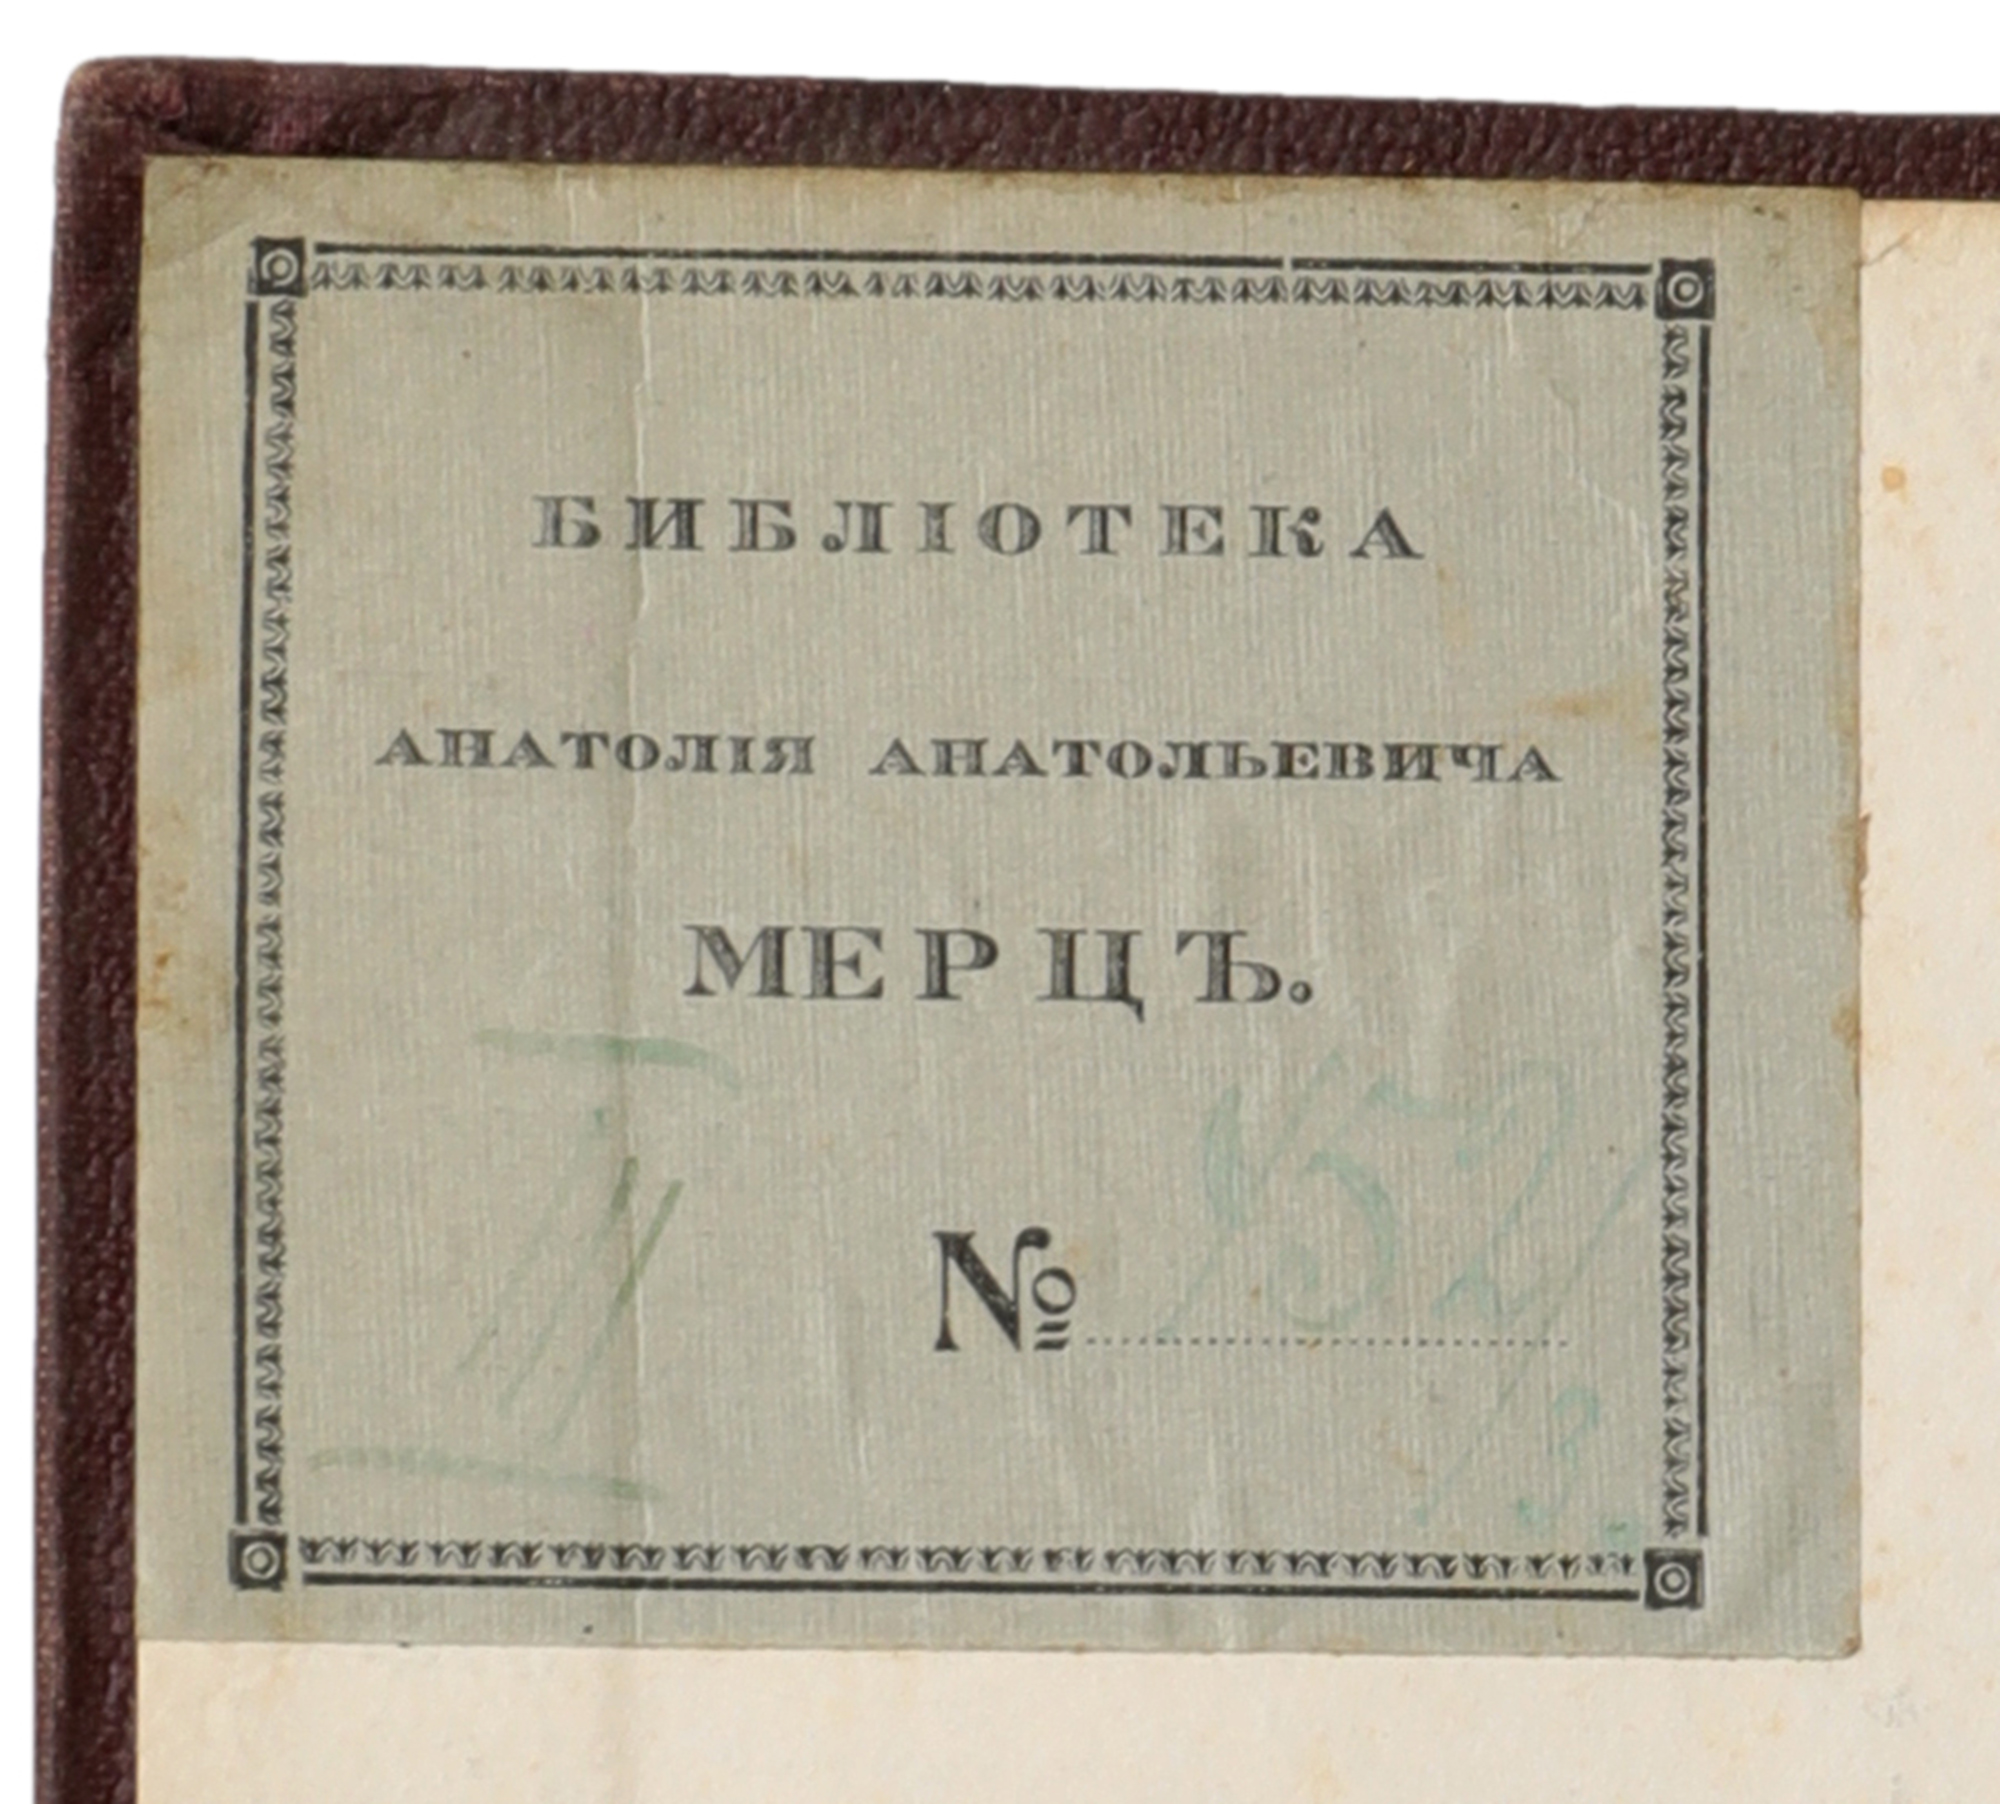 БИБЛІОТЕКА
АНАТОЛІЯ АНАТОЛЬЕВИЧА
МЕРЦЪ.
№